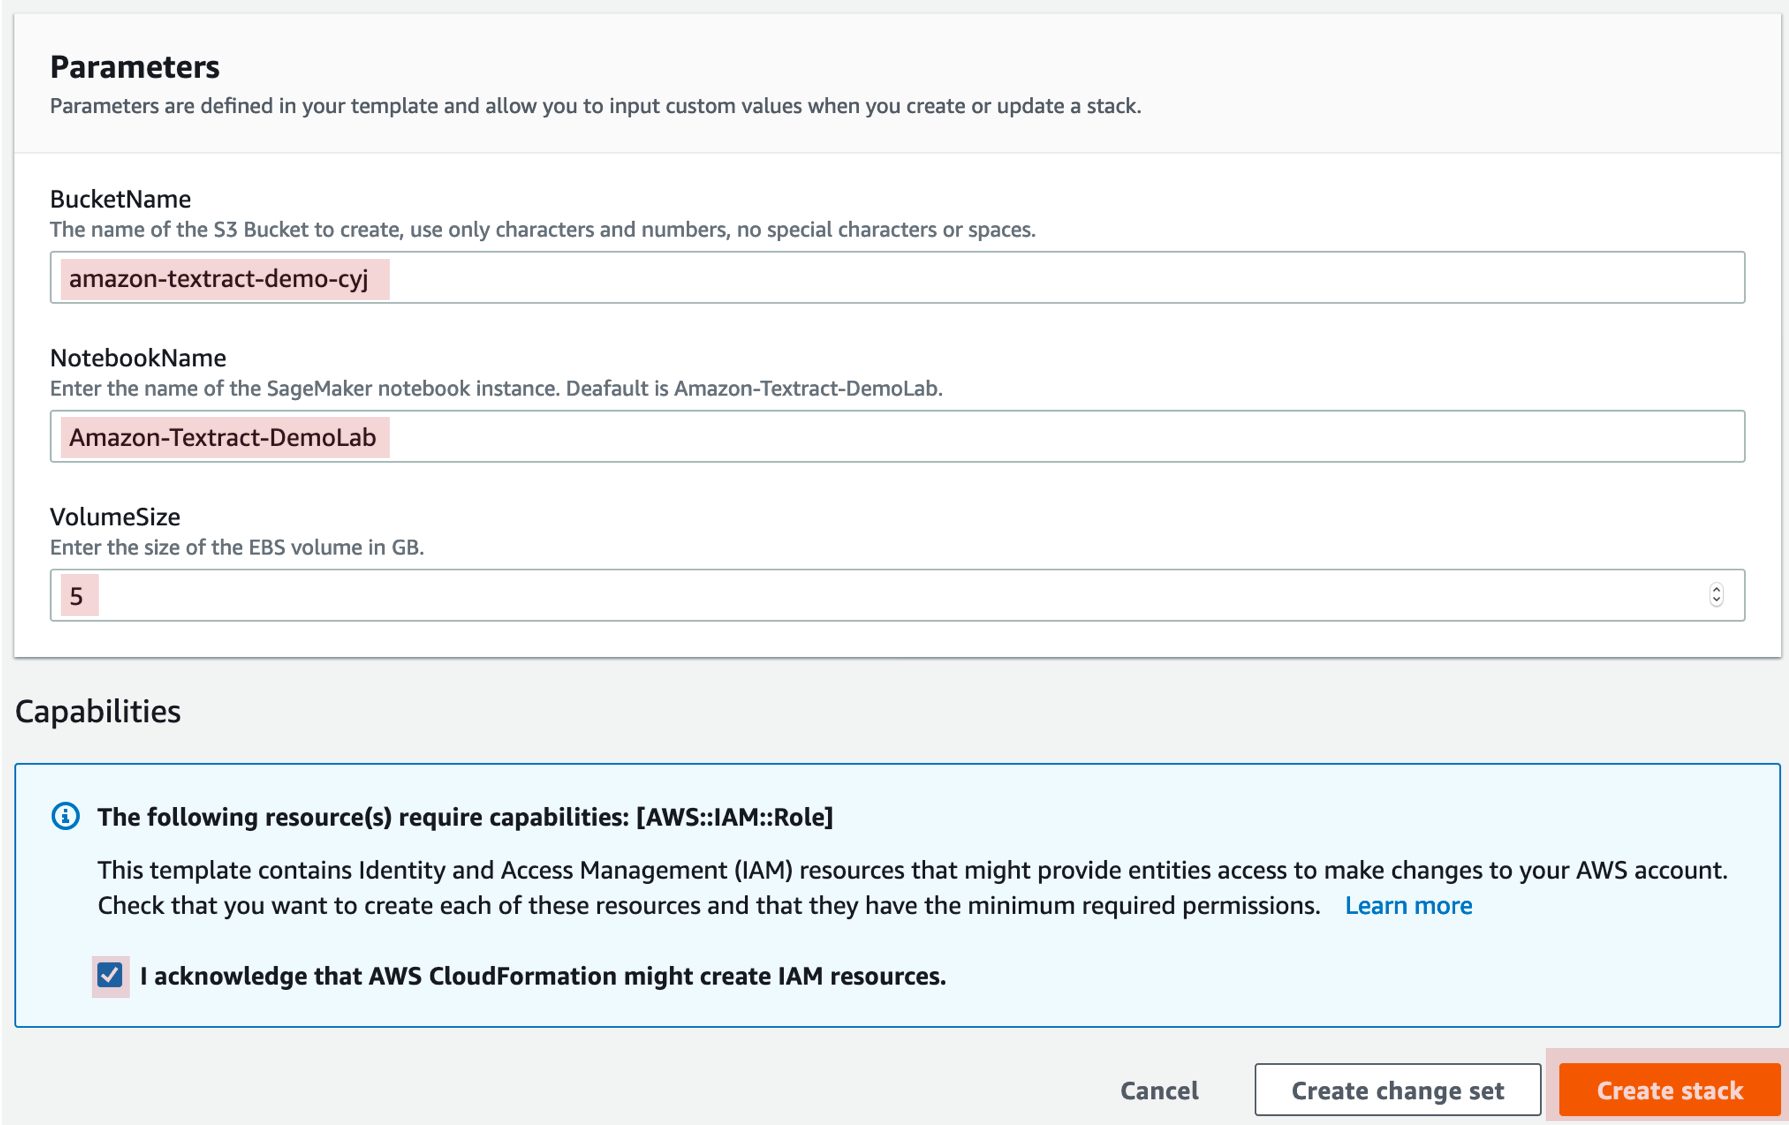 Parameters
Parameters are defined in your template and allow you to input custom values when you create or update a stack.
BucketName
The name of the S3 Bucket to create, use only characters and numbers, no special characters or spaces.
amazon-textract-demo-cyj
NotebookName
Enter the name of the SageMaker notebook instance. Deafault is Amazon-Textract-DemoLab.
Amazon-Textract-DemoLab
VolumeSize
Enter the size of the EBS volume in GB.
5
Capabilities
The following resource(s) require capabilities: [AWS::IAM::Role]
This template contains Identity and Access Management (IAM) resources that might provide entities access to make changes to your AWS account.
Check that you want to create each of these resources and that they have the minimum required permissions. Learn more
I acknowledge that AWS CloudFormation might create IAM resources.
Cancel Create change set Create stack